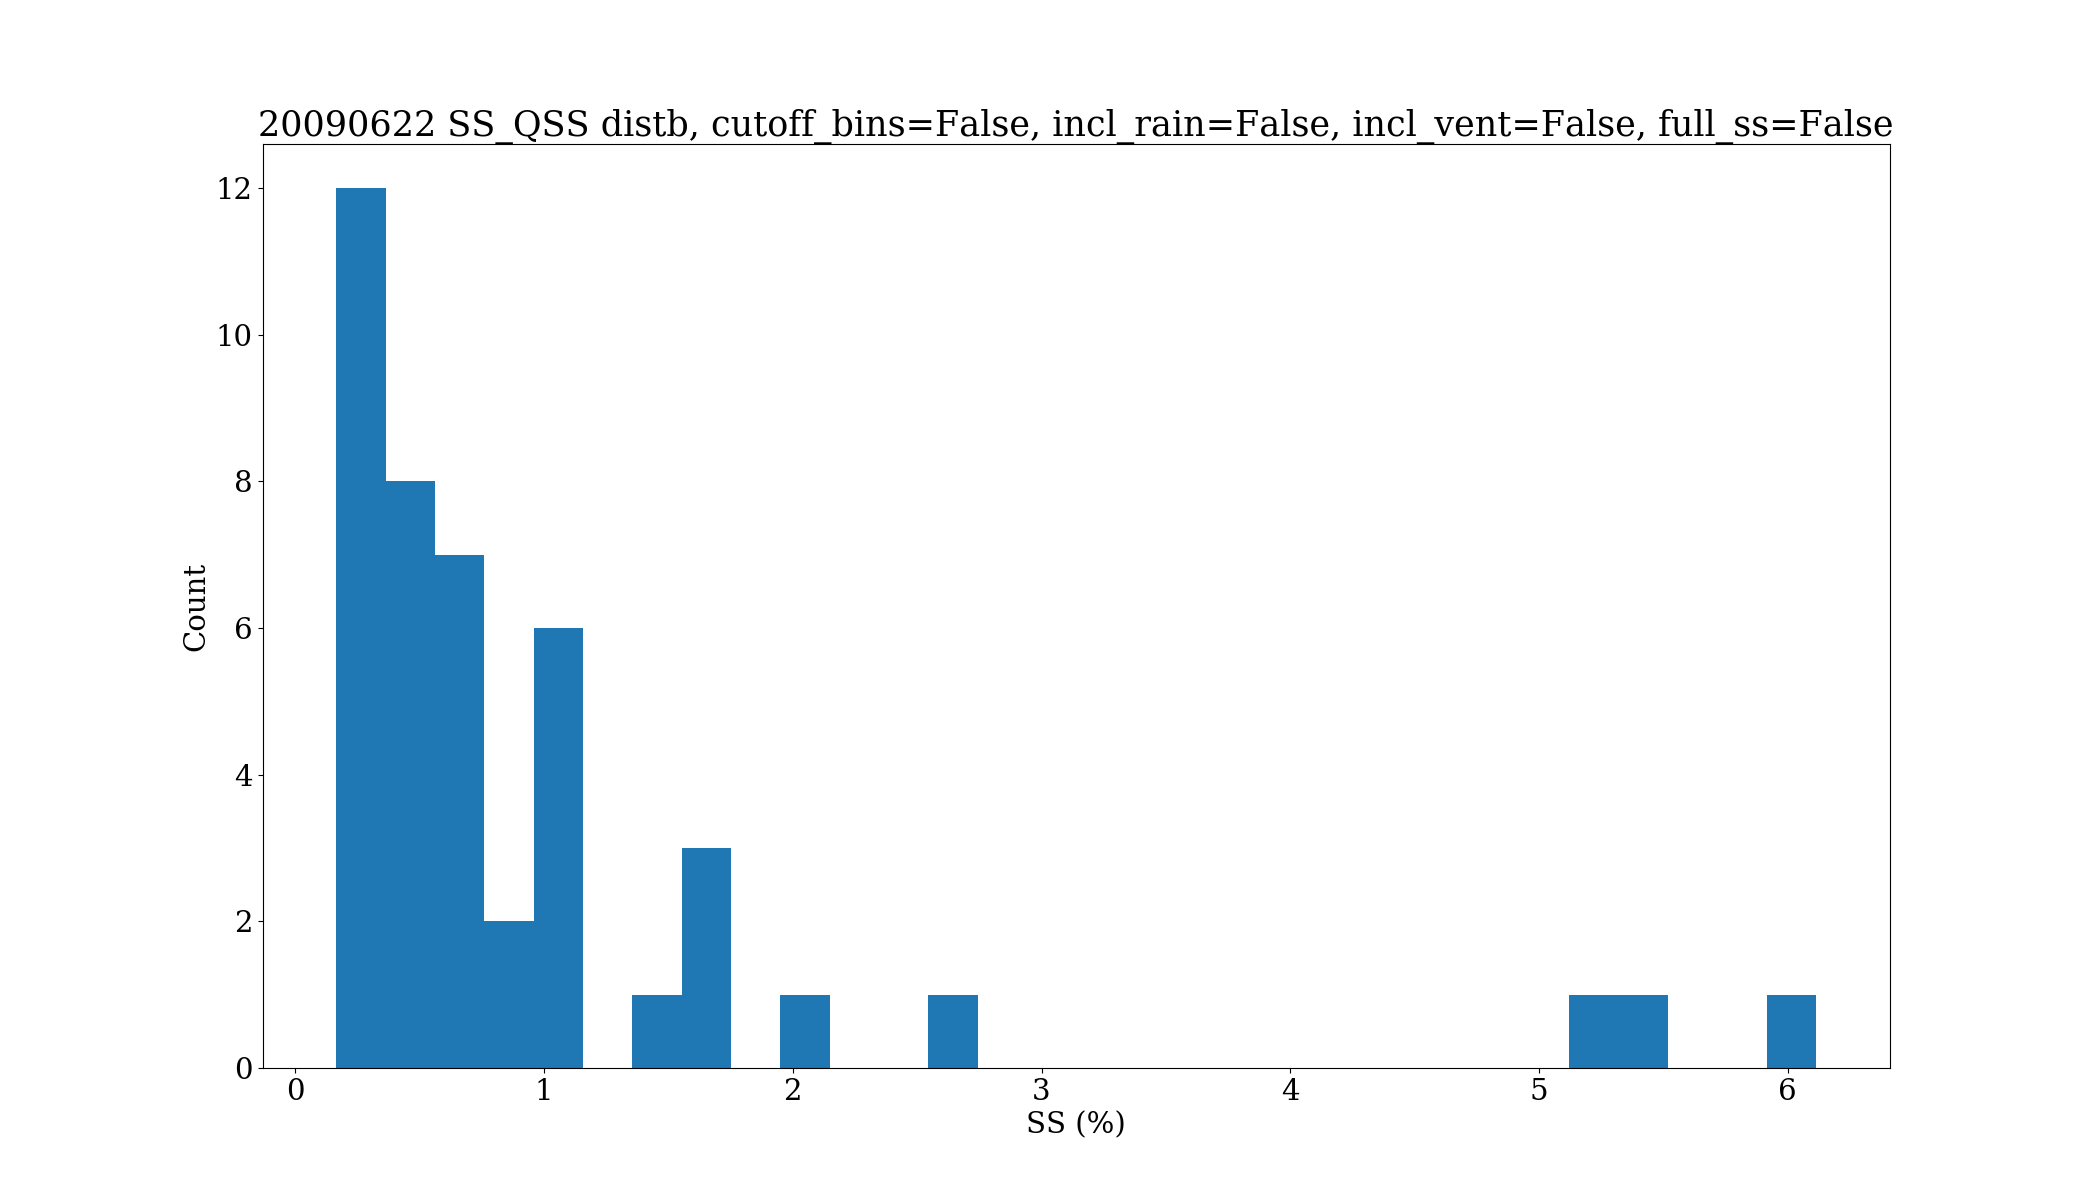 20090622 SS_QSS distb, cutoff_bins=False, incl_rain=False, incl_vent=False, full_ss=False
12
10
8
6
4
2
0
Count
0 1 2 3 4 5 6
SS (%)